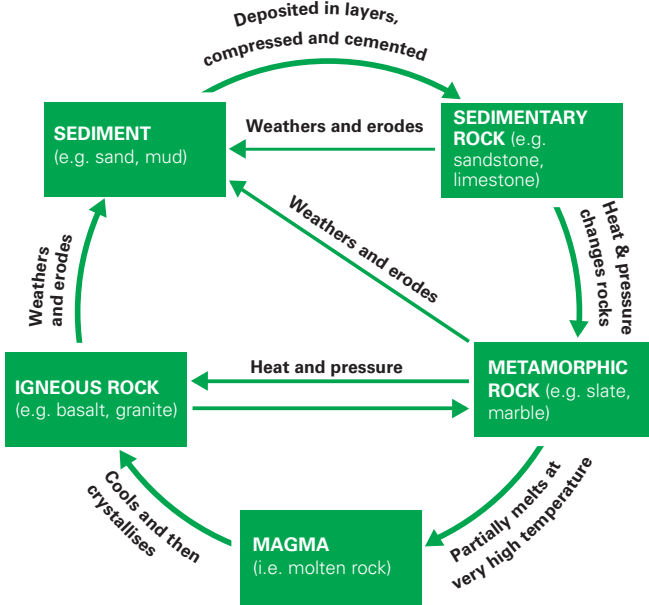 Deposited in layers,
compressed and cemented
SEDIMENT
(e.g. sand, mud)
Weathers and erodes
SEDIMENTARY
ROCK (e.g.
sandstone,
limestone)
Weathers and erodes
Heat & pressure
changes rocks
Weathers
and erodes
IGNEOUS ROCK
(e.g. basalt, granite)
Heat and pressure
METAMORPHIC
ROCK (e.g. slate,
marble)
Cools and then
crystallises
MAGMA
(i.e. molten rock)
Partially melts at
very high temperature